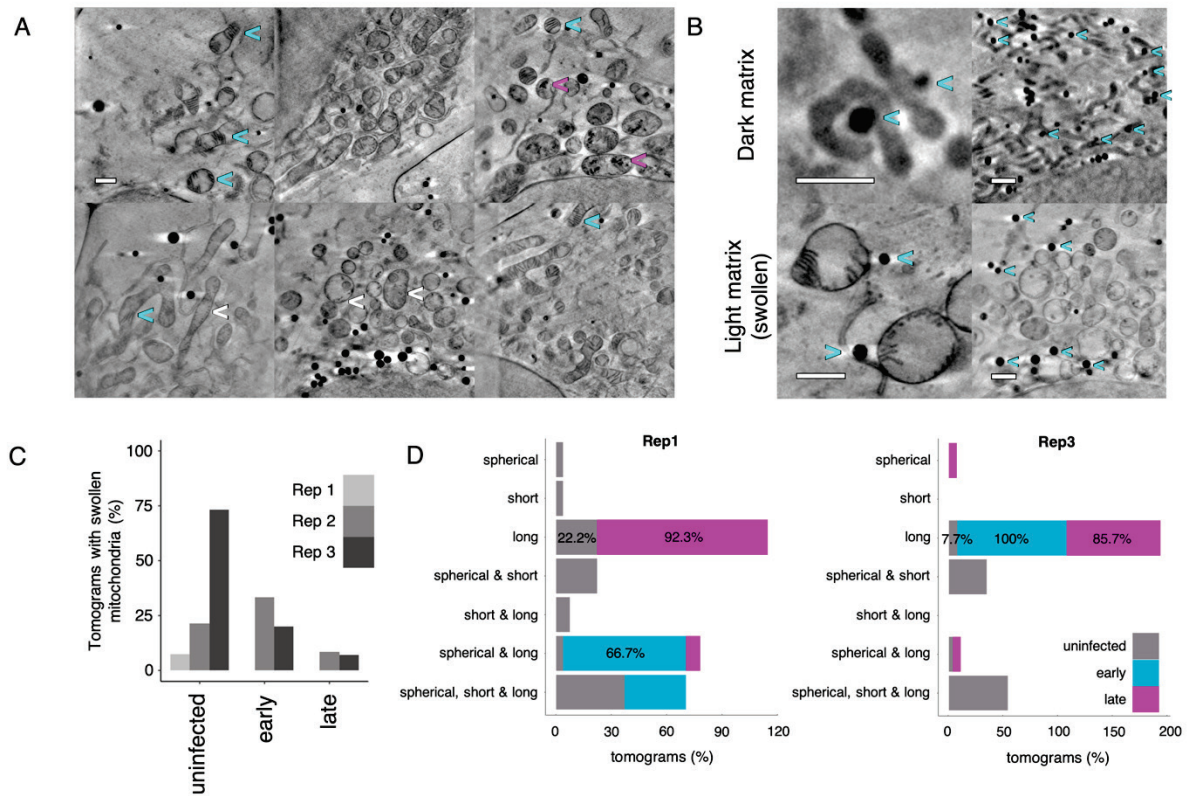 A
B
Dark matrix
Light matrix
(swollen)
C
Tomograms with swollen
mitochondria (%)
100
75
50
25
0
Rep 1
Rep 2
Rep 3
uninfected
early
late
D
Rep1
spherical
short
long
22.2%
92.3%
spherical & short
short & long
spherical & long
66.7%
spherical, short & long
0
30
60
90
120
tomograms (%)
Rep3
spherical
short
long
7.7%
100%
85.7%
spherical & short
short & long
spherical & long
spherical, short & long
uninfected
early
late
0
50
100
150
200
tomograms (%)